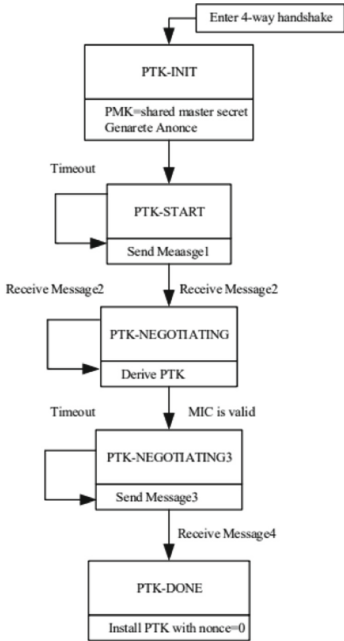 Enter 4-way handshake
PTK-INIT
PMK=shared master secret
Genarete Anonce
Timeout
PTK-START
Send Meaasge1
Receive Message2
Receive Message2
PTK-NEGOTIATING
Derive PTK
Timeout
MIC is valid
PTK-NEGOTIATING3
Send Message3
Receive Message4
PTK-DONE
Install PTK with nonce=0